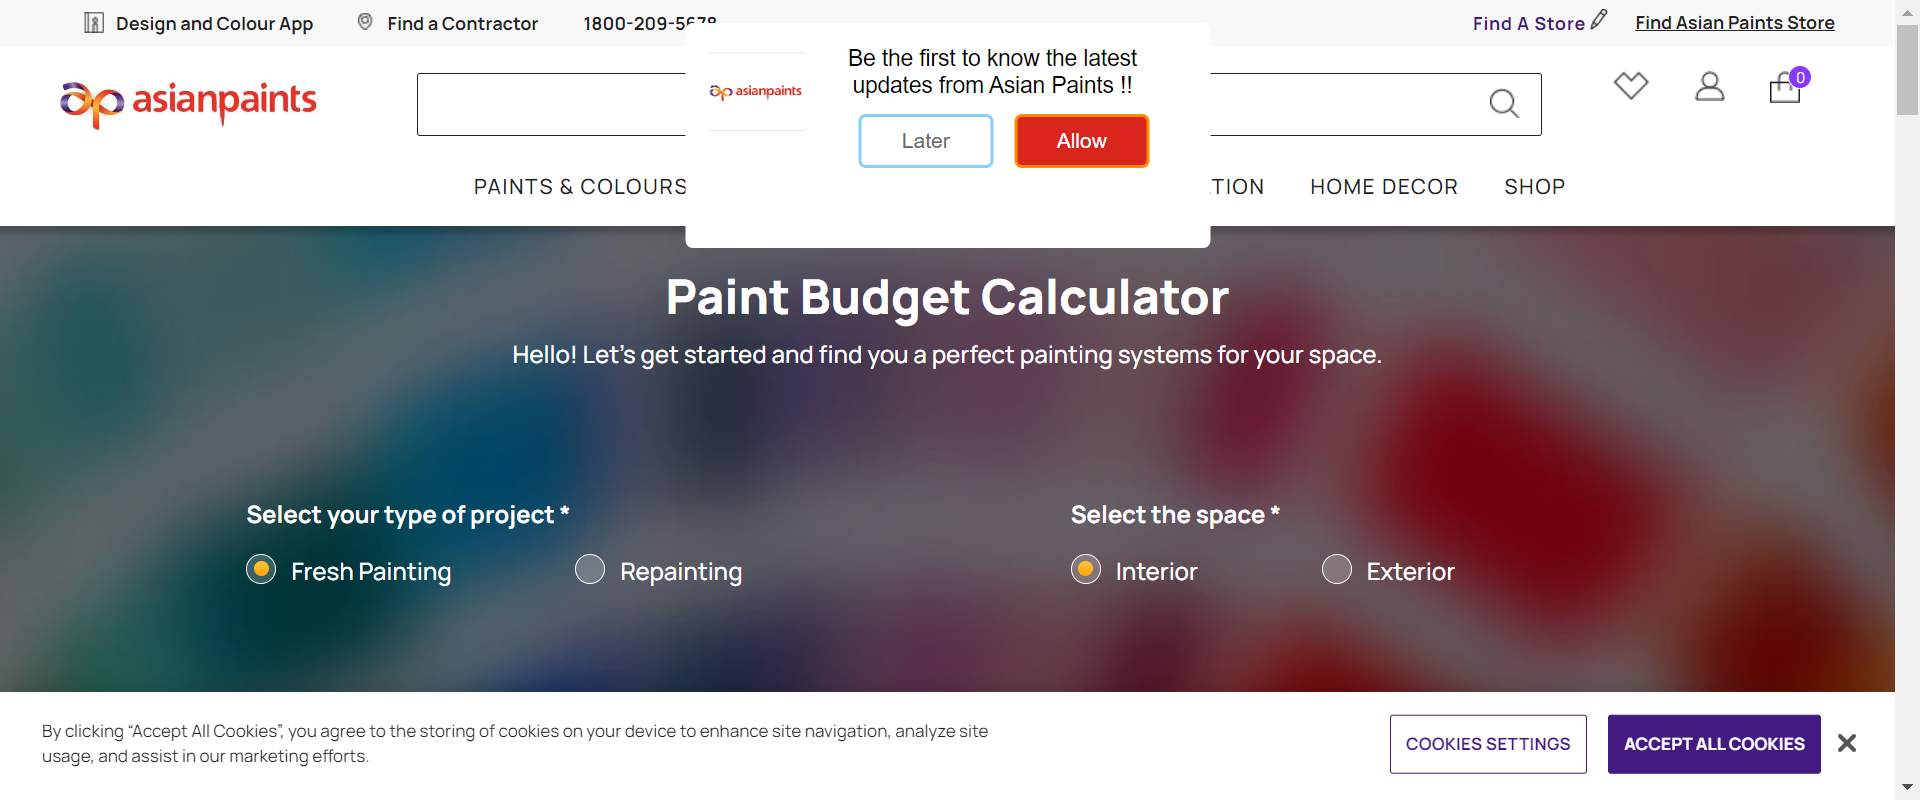 Design and Colour App
Find a Contractor
1800-209-5678
Find A Store
Find Asian Paints Store
asianpaints
asianpaints
Be the first to know the latest
updates from Asian Paints !!
Later
Allow
0
PAINTS & COLOURS
TION
HOME DECOR
SHOP
Paint Budget Calculator
Hello! Let's get started and find you a perfect painting systems for your space.
Select your type of project *
Select the space *
Fresh Painting
Repainting
Interior
Exterior
By clicking “Accept All Cookies”, you agree to the storing of cookies on your device to enhance site navigation, analyze site
usage, and assist in our marketing efforts.
COOKIES SETTINGS
ACCEPT ALL COOKIES